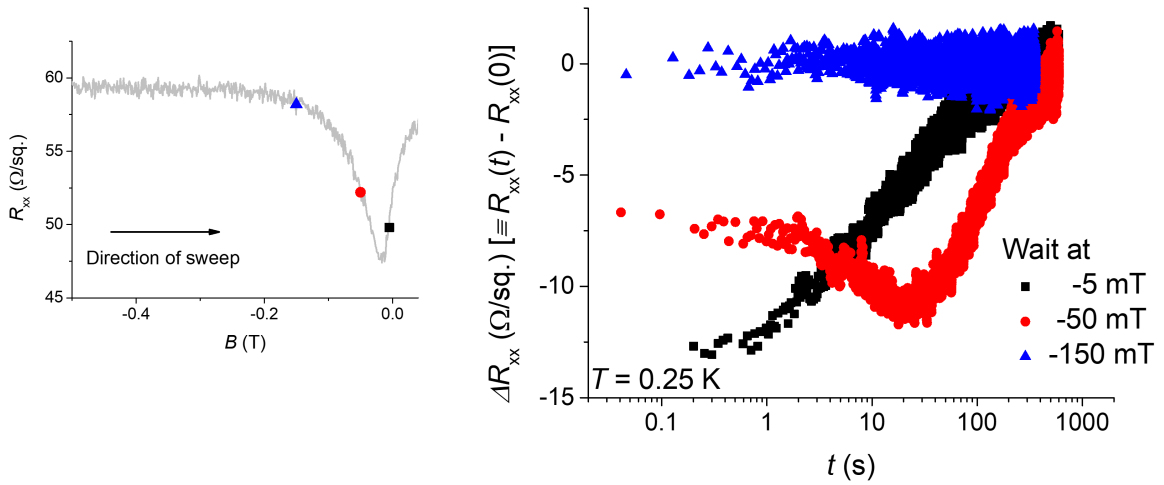 65
60
55
50
45
R_xx (Ω/sq.)
Direction of sweep
-0.4
-0.2
0.0
B (T)
0
-5
-10
-15
ΔR_xx (Ω/sq.) [≡ R_xx(t) - R_xx(0)]
Wait at
-5 mT
-50 mT
-150 mT
T = 0.25 K
0.1
1
10
100
1000
t (s)